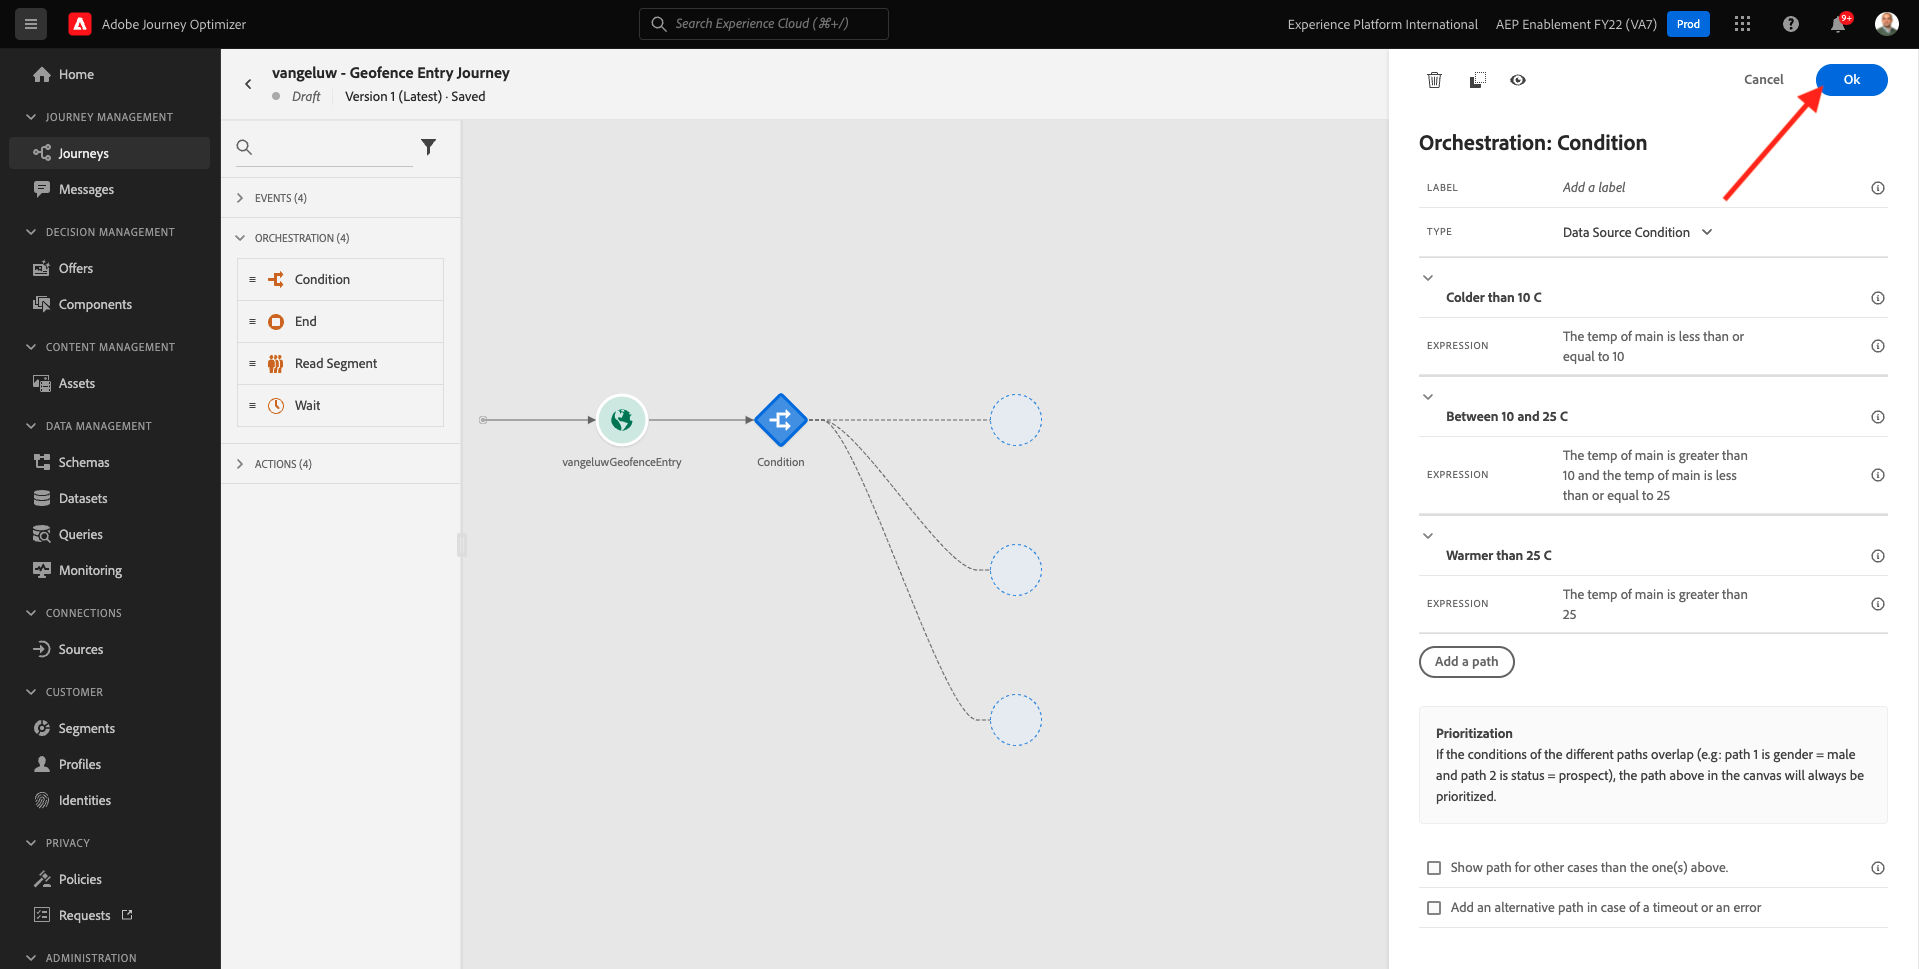 Adobe Journey Optimizer
Search Experience Cloud (⌘+/)
Experience Platform International
AEP Enablement FY22 (VA7)
Prod
9+
Home
JOURNEY MANAGEMENT
Journeys
Messages
DECISION MANAGEMENT
Offers
Components
CONTENT MANAGEMENT
Assets
DATA MANAGEMENT
Schemas
Datasets
Queries
Monitoring
CONNECTIONS
Sources
CUSTOMER
Segments
Profiles
Identities
PRIVACY
Policies
Requests
ADMINISTRATION
vangeluw - Geofence Entry Journey
Draft
Version 1 (Latest) · Saved
EVENTS (4)
ORCHESTRATION (4)
Condition
End
Read Segment
Wait
ACTIONS (4)
vangeluwGeofenceEntry
Condition
Cancel
Ok
Orchestration: Condition
LABEL
Add a label
TYPE
Data Source Condition
Colder than 10 C
EXPRESSION
The temp of main is less than or
equal to 10
Between 10 and 25 C
EXPRESSION
The temp of main is greater than
10 and the temp of main is less
than or equal to 25
Warmer than 25 C
EXPRESSION
The temp of main is greater than
25
Add a path
Prioritization
If the conditions of the different paths overlap (e.g: path 1 is gender = male
and path 2 is status = prospect), the path above in the canvas will always be
prioritized.
Show path for other cases than the one(s) above.
Add an alternative path in case of a timeout or an error